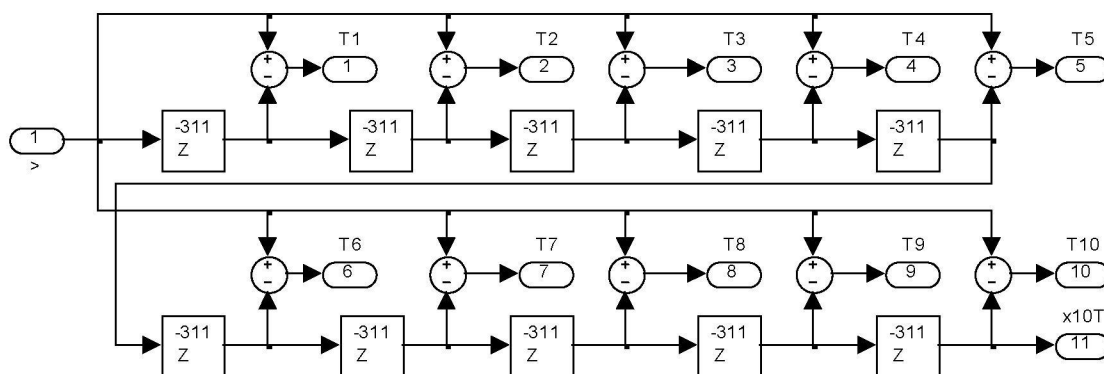 T1 T2 T3 T4 T5
+ + + + +
1 2 3 4 5
- - - - -
-311 -311 -311 -311 -311
1
Z Z Z Z Z
>
T6 T7 T8 T9 T10
+ + + + +
6 7 8 9 10
- - - - -
x10T
-311 -311 -311 -311 -311
11
Z Z Z Z Z